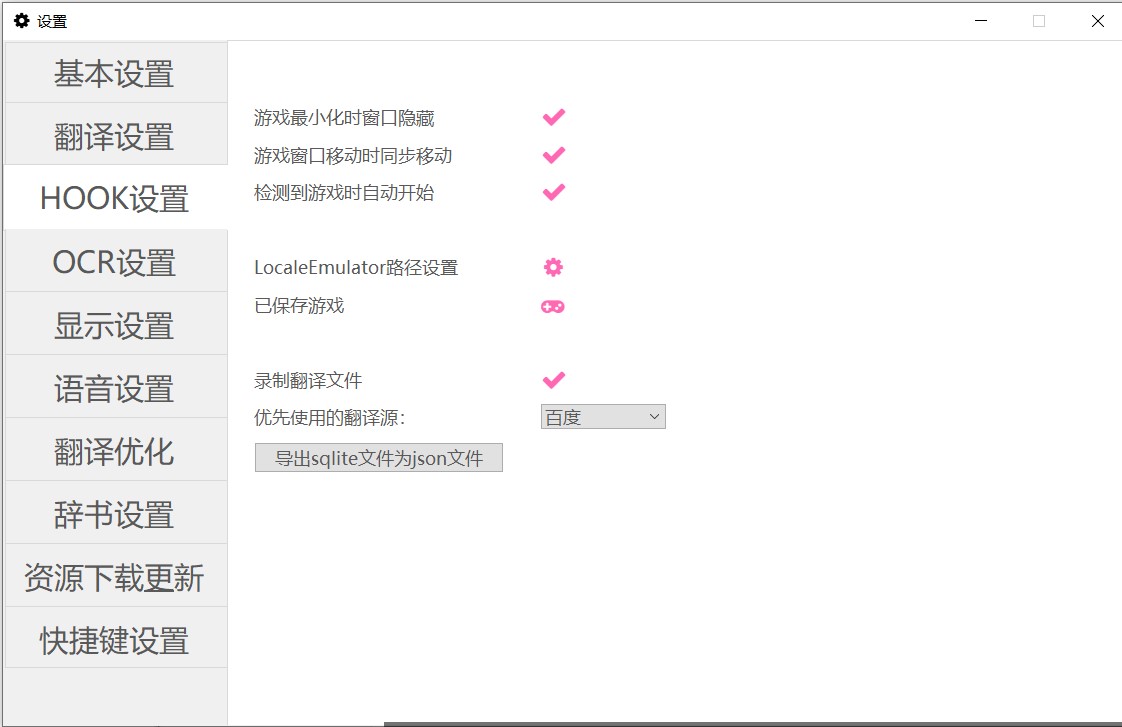 设置
基本设置
翻译设置
HOOK设置
OCR设置
显示设置
语音设置
翻译优化
辞书设置
资源下载更新
快捷键设置
游戏最小化时窗口隐藏
游戏窗口移动时同步移动
检测到游戏时自动开始
LocaleEmulator路径设置
已保存游戏
录制翻译文件
优先使用的翻译源： 百度
导出sqlite文件为json文件